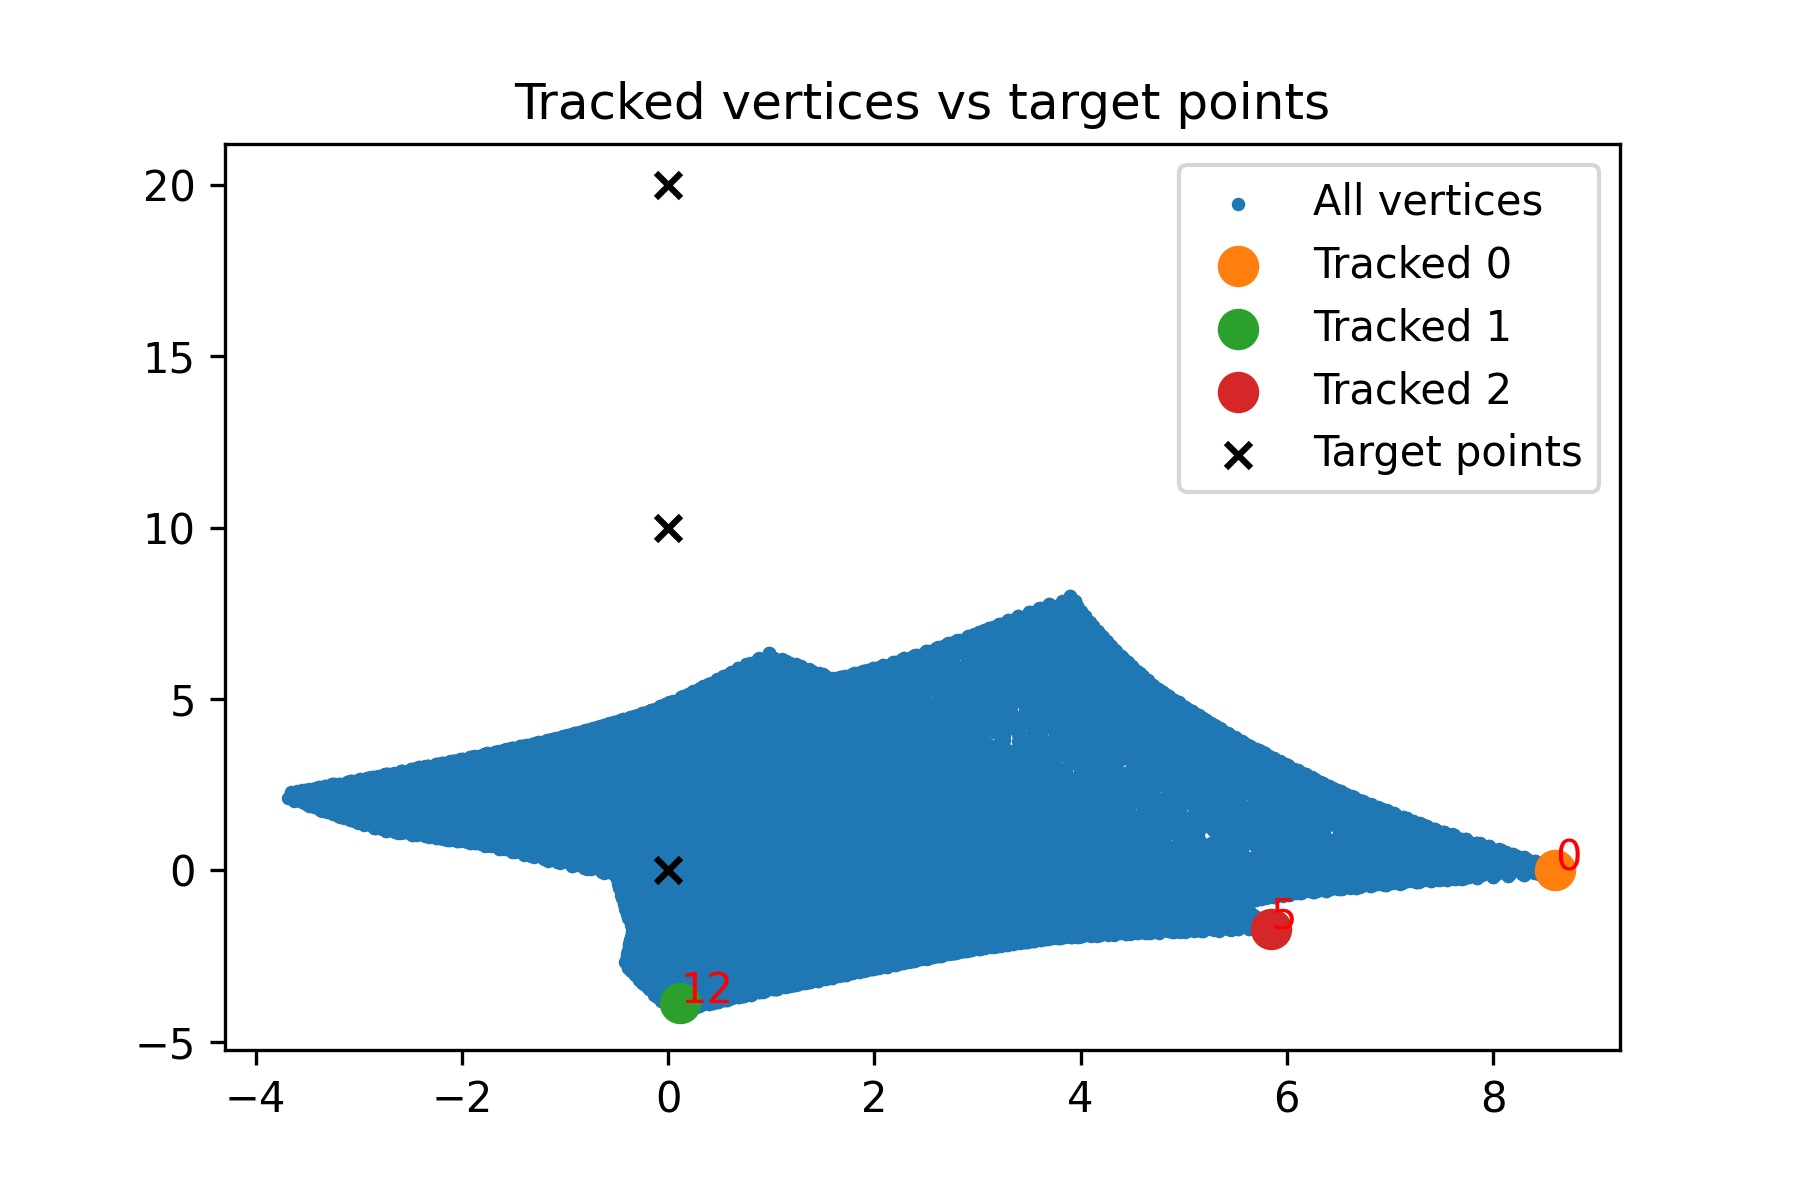 Tracked vertices vs target points
20
15
10
5
0
−5
All vertices
Tracked 0
Tracked 1
Tracked 2
Target points
0
5
12
−4
−2
0
2
4
6
8